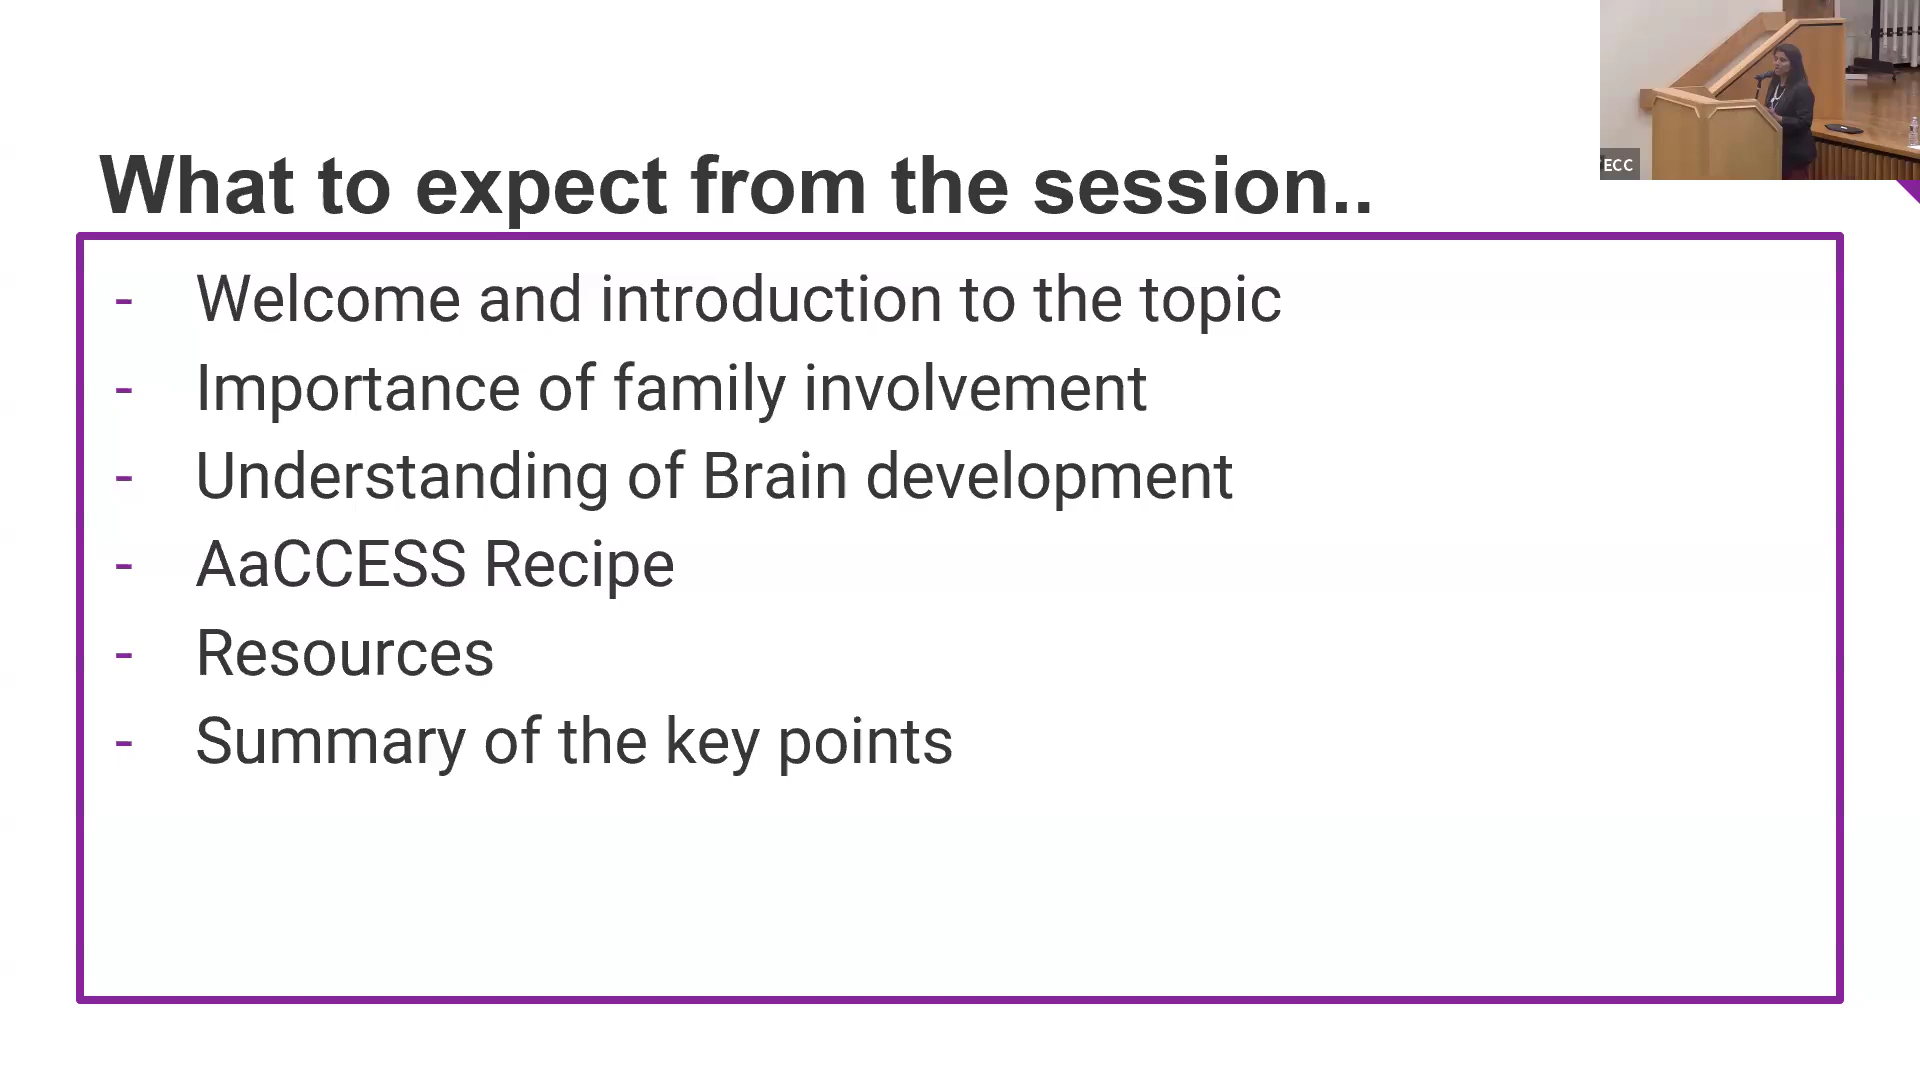 What to expect from the session..
- Welcome and introduction to the topic
- Importance of family involvement
- Understanding of Brain development
- AaCCESS Recipe
- Resources
- Summary of the key points
ECC